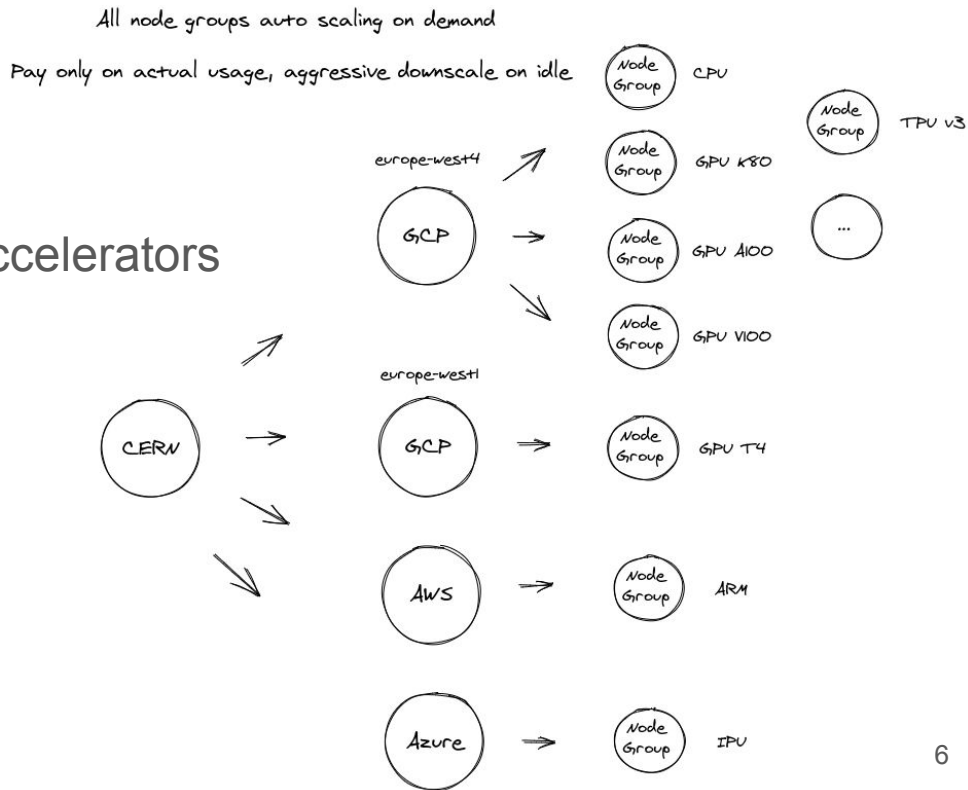 All node groups auto scaling on demand
Pay only on actual usage, aggressive downscale on idle
ccelerators
CERN
europe-west4
GCP
Node
Group
CPU
Node
Group
GPU K80
Node
Group
GPU A100
Node
Group
GPU V100
Node
Group
TPU v3
...
europe-west1
GCP
Node
Group
GPU T4
AWS
Node
Group
ARM
Azure
Node
Group
IPU
6